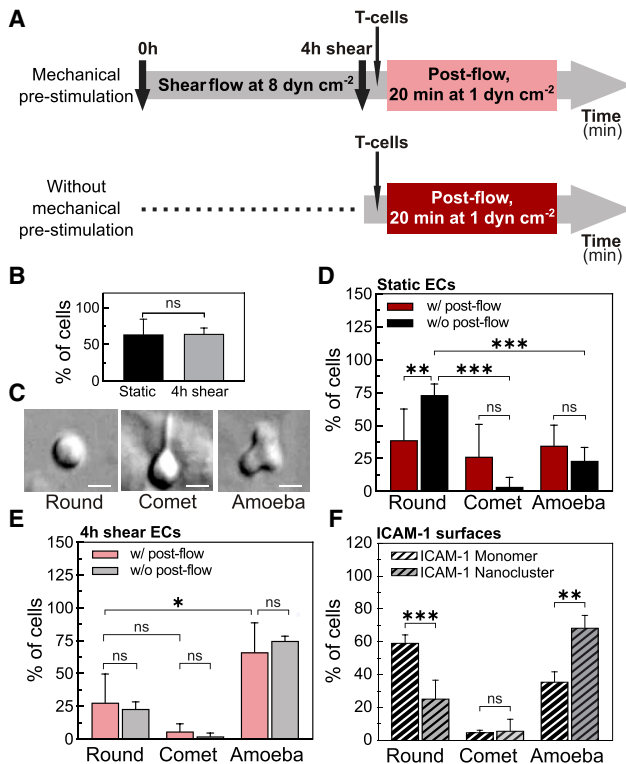 A
T-cells
0h
4h shear
Mechanical
pre-stimulation
Shear flow at 8 dyn cm-2
Post-flow,
20 min at 1 dyn cm-2
Time
(min)
T-cells
Without
mechanical
pre-stimulation
Post-flow,
20 min at 1 dyn cm-2
Time
(min)
B
% of cells
100
50
0
ns
Static
4h shear
C
Round
Comet
Amoeba
D
Static ECs
% of cells
150
125
100
75
50
25
0
w/ post-flow
w/o post-flow
***
**
***
ns
ns
Round
Comet
Amoeba
E
4h shear ECs
% of cells
150
125
100
75
50
25
0
w/ post-flow
w/o post-flow
*
ns
ns
ns
ns
Round
Comet
Amoeba
F
ICAM-1 surfaces
% of cells
120
100
80
60
40
20
0
ICAM-1 Monomer
ICAM-1 Nanocluster
***
ns
**
Round
Comet
Amoeba